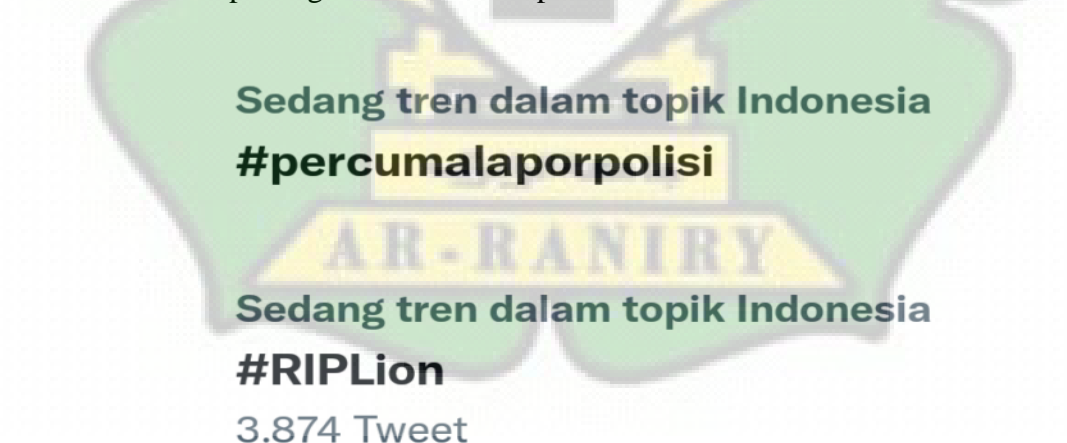 Sedang tren dalam topik Indonesia
#percumalaporpolisi
AR-RANIRY
Sedang tren dalam topik Indonesia
#RIPLion
3.874 Tweet